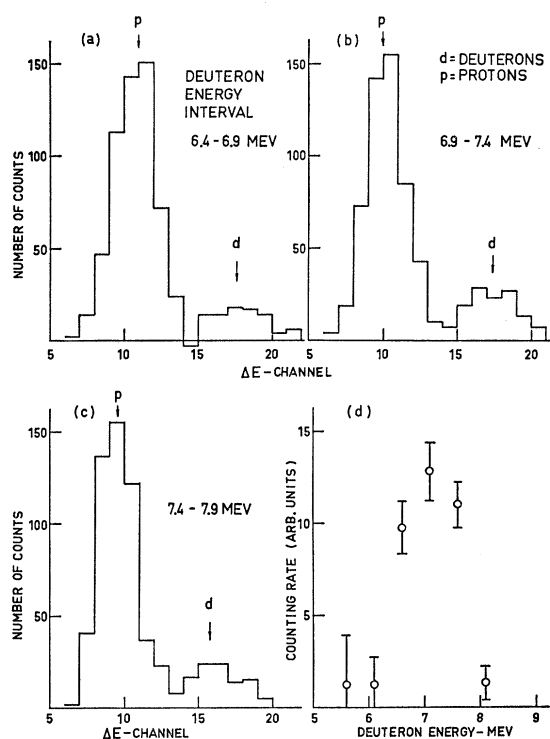 p
(a)
DEUTERON
ENERGY
INTERVAL
6.4 – 6.9 MEV
d
150
100
50
NUMBER OF COUNTS
5 10 15 20
ΔE – CHANNEL
p
(b)
d = DEUTERONS
p = PROTONS
6.9 – 7.4 MEV
d
150
100
50
5 10 15 20
ΔE – CHANNEL
p
(c)
7.4 – 7.9 MEV
d
150
100
50
NUMBER OF COUNTS
5 10 15 20
ΔE – CHANNEL
(d)
15
10
5
COUNTING RATE (ARB. UNITS)
5 6 7 8 9
DEUTERON ENERGY – MEV